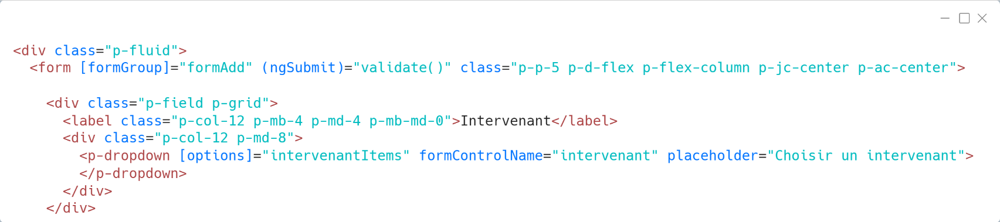 <div class="p-fluid">
  <form [formGroup]="formAdd" (ngSubmit)="validate()" class="p-p-5 p-d-flex p-flex-column p-jc-center p-ac-center">

    <div class="p-field p-grid">
      <label class="p-col-12 p-mb-4 p-md-4 p-mb-md-0">Intervenant</label>
      <div class="p-col-12 p-md-8">
        <p-dropdown [options]="intervenantItems" formControlName="intervenant" placeholder="Choisir un intervenant">
        </p-dropdown>
      </div>
    </div>